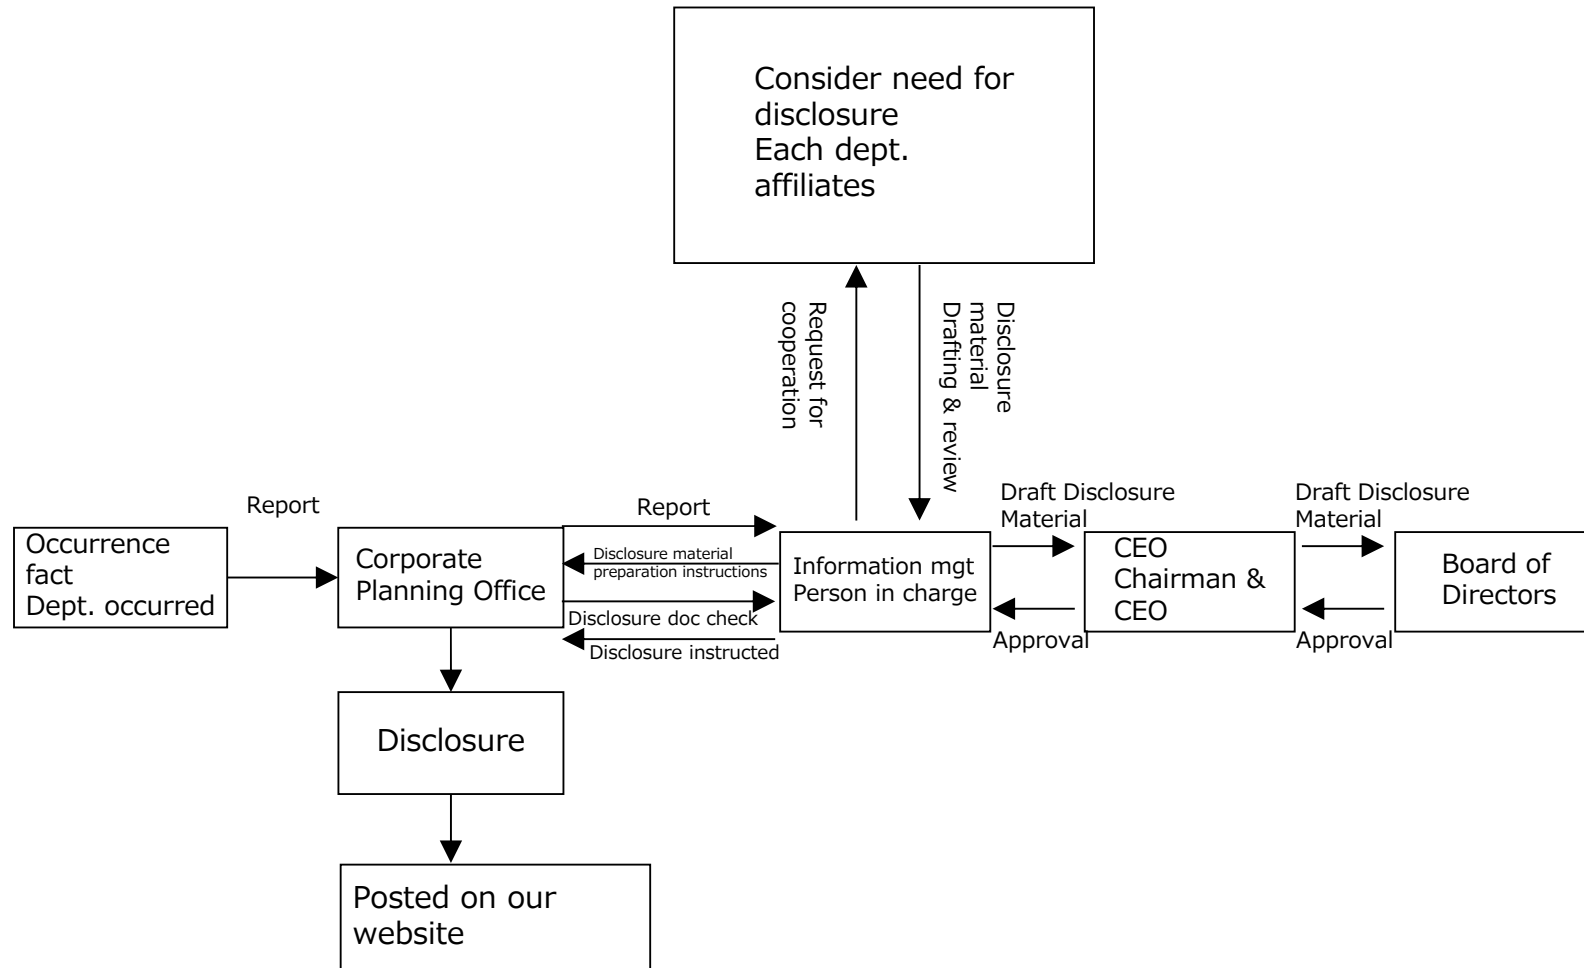 Consider need for
disclosure
Each dept.
affiliates
Request for
cooperation
Disclosure
material
Drafting & review
Report
Occurrence
fact
Dept. occurred
Corporate
Planning Office
Report
Disclosure material
preparation instructions
Disclosure doc check
Disclosure instructed
Information mgt
Person in charge
Draft Disclosure
Material
Approval
CEO
Chairman &
CEO
Draft Disclosure
Material
Approval
Board of
Directors
Disclosure
Posted on our
website